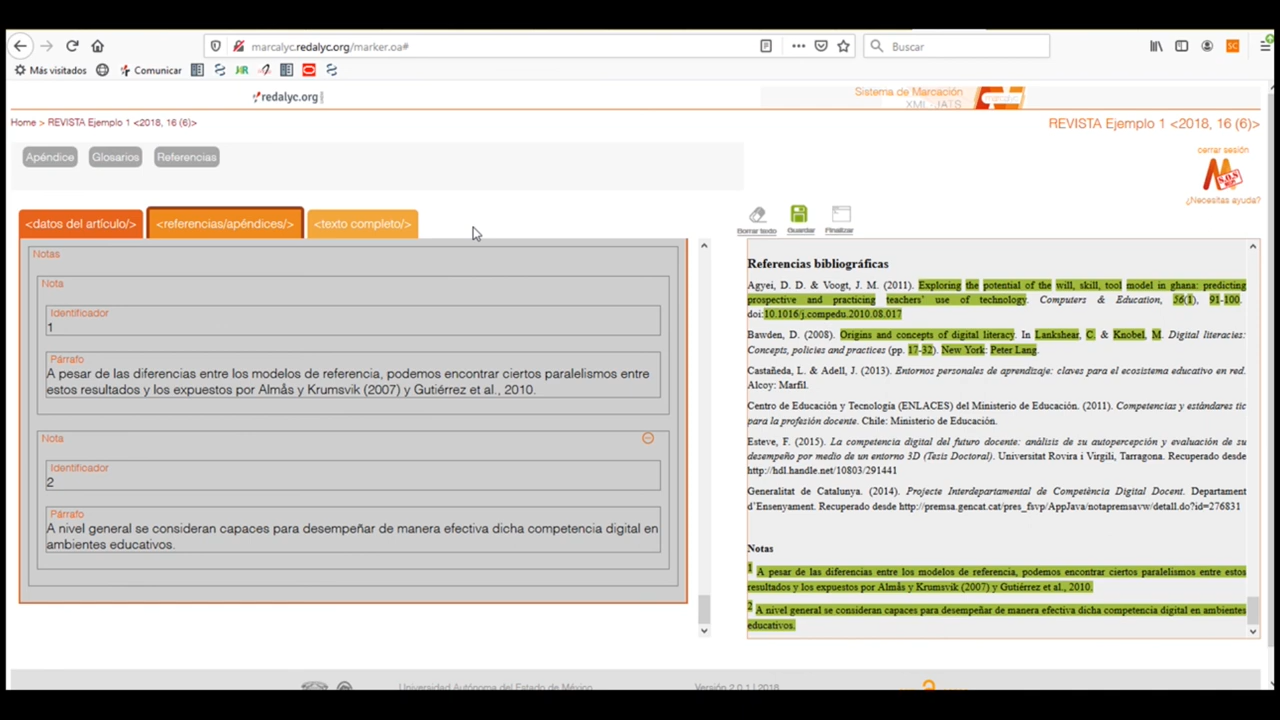 marcalyc.redalyc.org/marker.oa#
Buscar
Más visitados
Comunicar
redalyc.org
Sistema de Marcación
XML JATS
Home > REVISTA Ejemplo 1 <2018, 16 (6)>
REVISTA Ejemplo 1 <2018, 16 (6)>
Apéndice
Glosarios
Referencias
cerrar sesión
¿Necesitas ayuda?
<datos del artículo/>
<referencias/apéndices/>
<texto completo/>
Borrar texto
Guardar
Finalizar
Notas
Nota
Identificador
1
Párrafo
A pesar de las diferencias entre los modelos de referencia, podemos encontrar ciertos paralelismos entre
estos resultados y los expuestos por Almås y Krumsvik (2007) y Gutiérrez et al., 2010.
Nota
Identificador
2
Párrafo
A nivel general se consideran capaces para desempeñar de manera efectiva dicha competencia digital en
ambientes educativos.
Referencias bibliográficas
Agyei, D. D. & Voogt, J. M. (2011). Exploring the potential of the will, skill, tool model in ghana: predicting
prospective and practicing teachers' use of technology. Computers & Education, 56(1), 91-100.
doi:10.1016/j.compedu.2010.08.017
Bawden, D. (2008). Origins and concepts of digital literacy. In Lankshear, C. & Knobel, M. Digital literacies:
Concepts, policies and practices (pp. 17-32). New York: Peter Lang.
Castañeda, L. & Adell, J. (2013). Entornos personales de aprendizaje: claves para el ecosistema educativo en red.
Alcoy: Marfil.
Centro de Educación y Tecnología (ENLACES) del Ministerio de Educación. (2011). Competencias y estándares tic
para la profesión docente. Chile: Ministerio de Educación.
Esteve, F. (2015). La competencia digital del futuro docente: análisis de su autopercepción y evaluación de su
desempeño por medio de un entorno 3D (Tesis Doctoral). Universitat Rovira i Virgili, Tarragona. Recuperado desde
http://hdl.handle.net/10803/291441
Generalitat de Catalunya. (2014). Projecte Interdepartamental de Competència Digital Docent. Departament
d'Ensenyament. Recuperado desde http://premsa.gencat.cat/pres_fsvp/AppJava/notapremsavw/detall.do?id=276831
Notas
1 A pesar de las diferencias entre los modelos de referencia, podemos encontrar ciertos paralelismos entre estos
resultados y los expuestos por Almås y Krumsvik (2007) y Gutiérrez et al., 2010.
2 A nivel general se consideran capaces para desempeñar de manera efectiva dicha competencia digital en ambientes
educativos.
Universidad Autónoma del Estado de México
Versión 2.0.1 | 2018